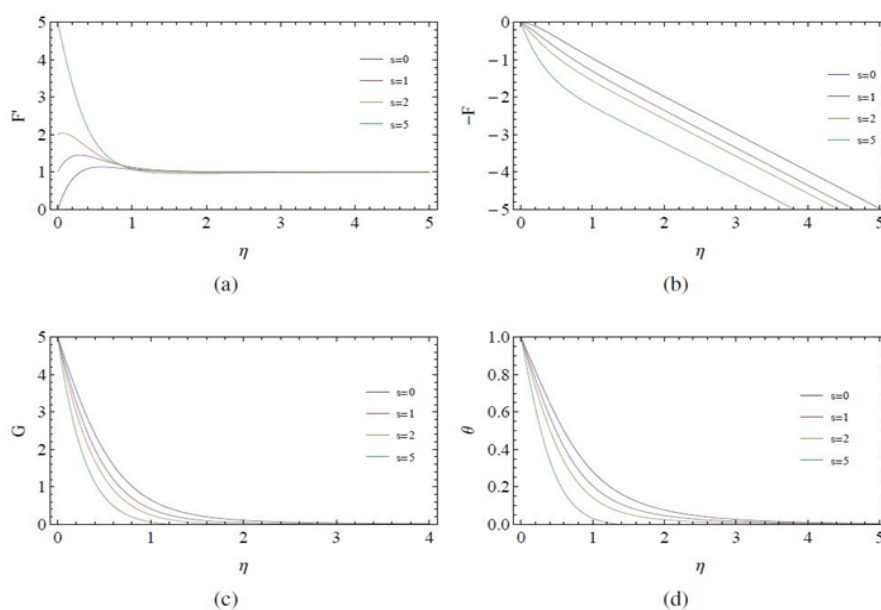 5
4
3
2
1
0
F'
0 1 2 3 4 5
η
s=0
s=1
s=2
s=5
(a)
−0
−1
−2
−3
−4
−5
−F
0 1 2 3 4 5
η
s=0
s=1
s=2
s=5
(b)
5
4
3
2
1
0
G
0 1 2 3 4
η
s=0
s=1
s=2
s=5
(c)
1.0
0.8
0.6
0.4
0.2
0.0
θ
0 1 2 3 4 5
η
s=0
s=1
s=2
s=5
(d)